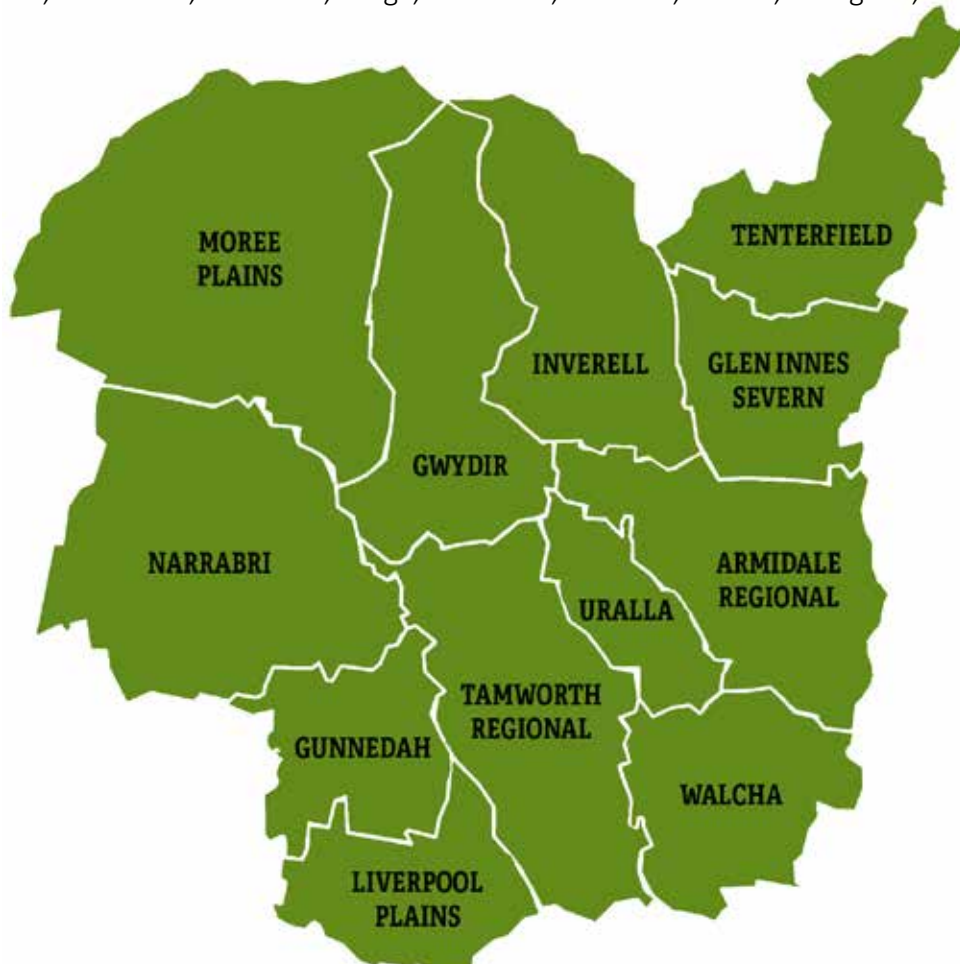 MOREE
PLAINS
TENTERFIELD
INVERELL
GLEN INNES
SEVERN
GWYDIR
NARRABRI
ARMIDALE
REGIONAL
URALLA
TAMWORTH
REGIONAL
GUNNEDAH
WALCHA
LIVERPOOL
PLAINS